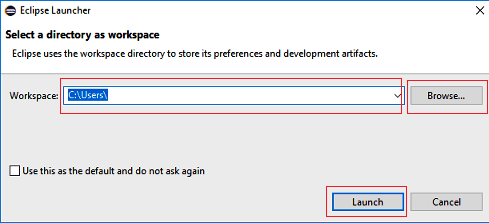 Eclipse Launcher
Select a directory as workspace
Eclipse uses the workspace directory to store its preferences and development artifacts.
Workspace: C:\Users\ Browse...
Use this as the default and do not ask again
Launch Cancel